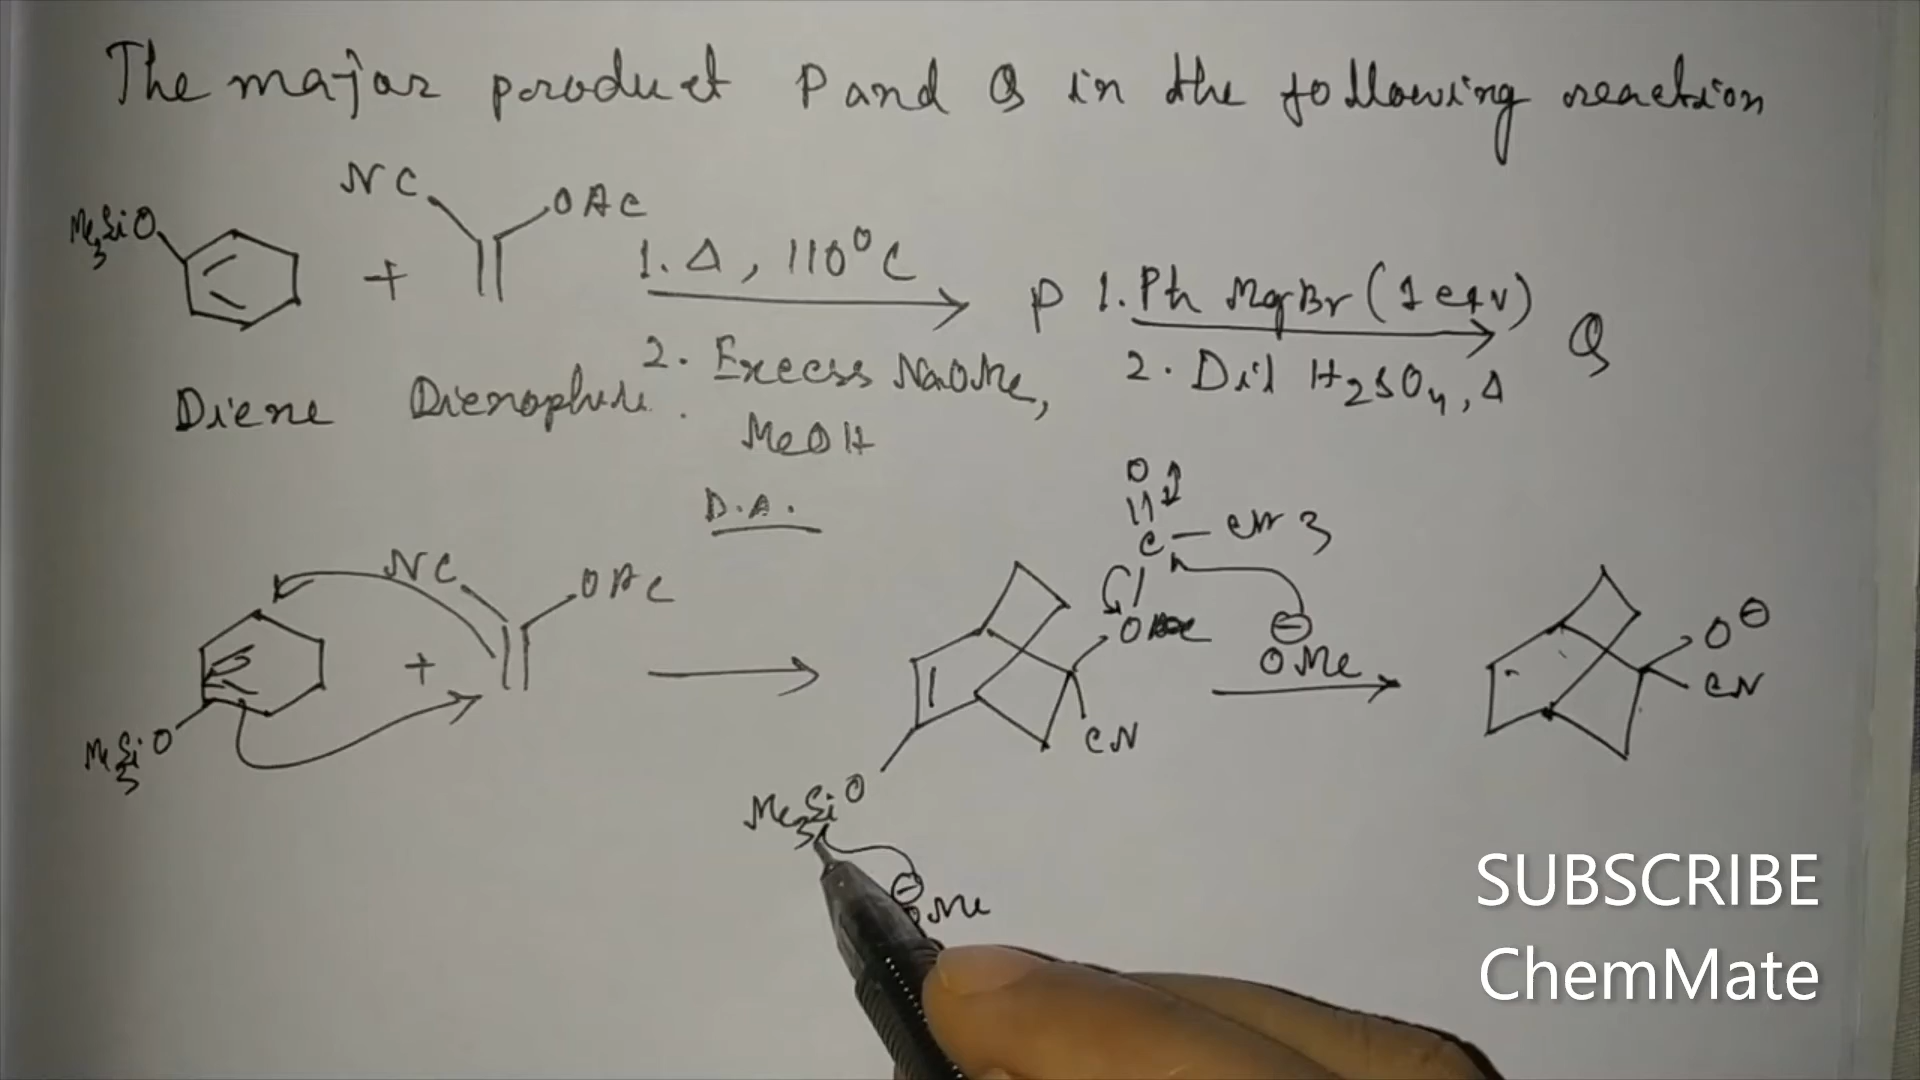 The major product P and Q in the following reaction
NC
OAC
Me3SiO
+
1. Δ, 110°C
P
1. Ph MgBr (1 eqv)
Q
2. Excess NaOMe,
MeOH
2. Dil H2SO4, Δ
Diene
Dienophile.
D.A.
O
||
C - CH3
NC
OAC
+
O
⊖
OMe
O⊖
CN
CN
Me3SiO
Me3SiO
⊖
OMe
SUBSCRIBE
ChemMate